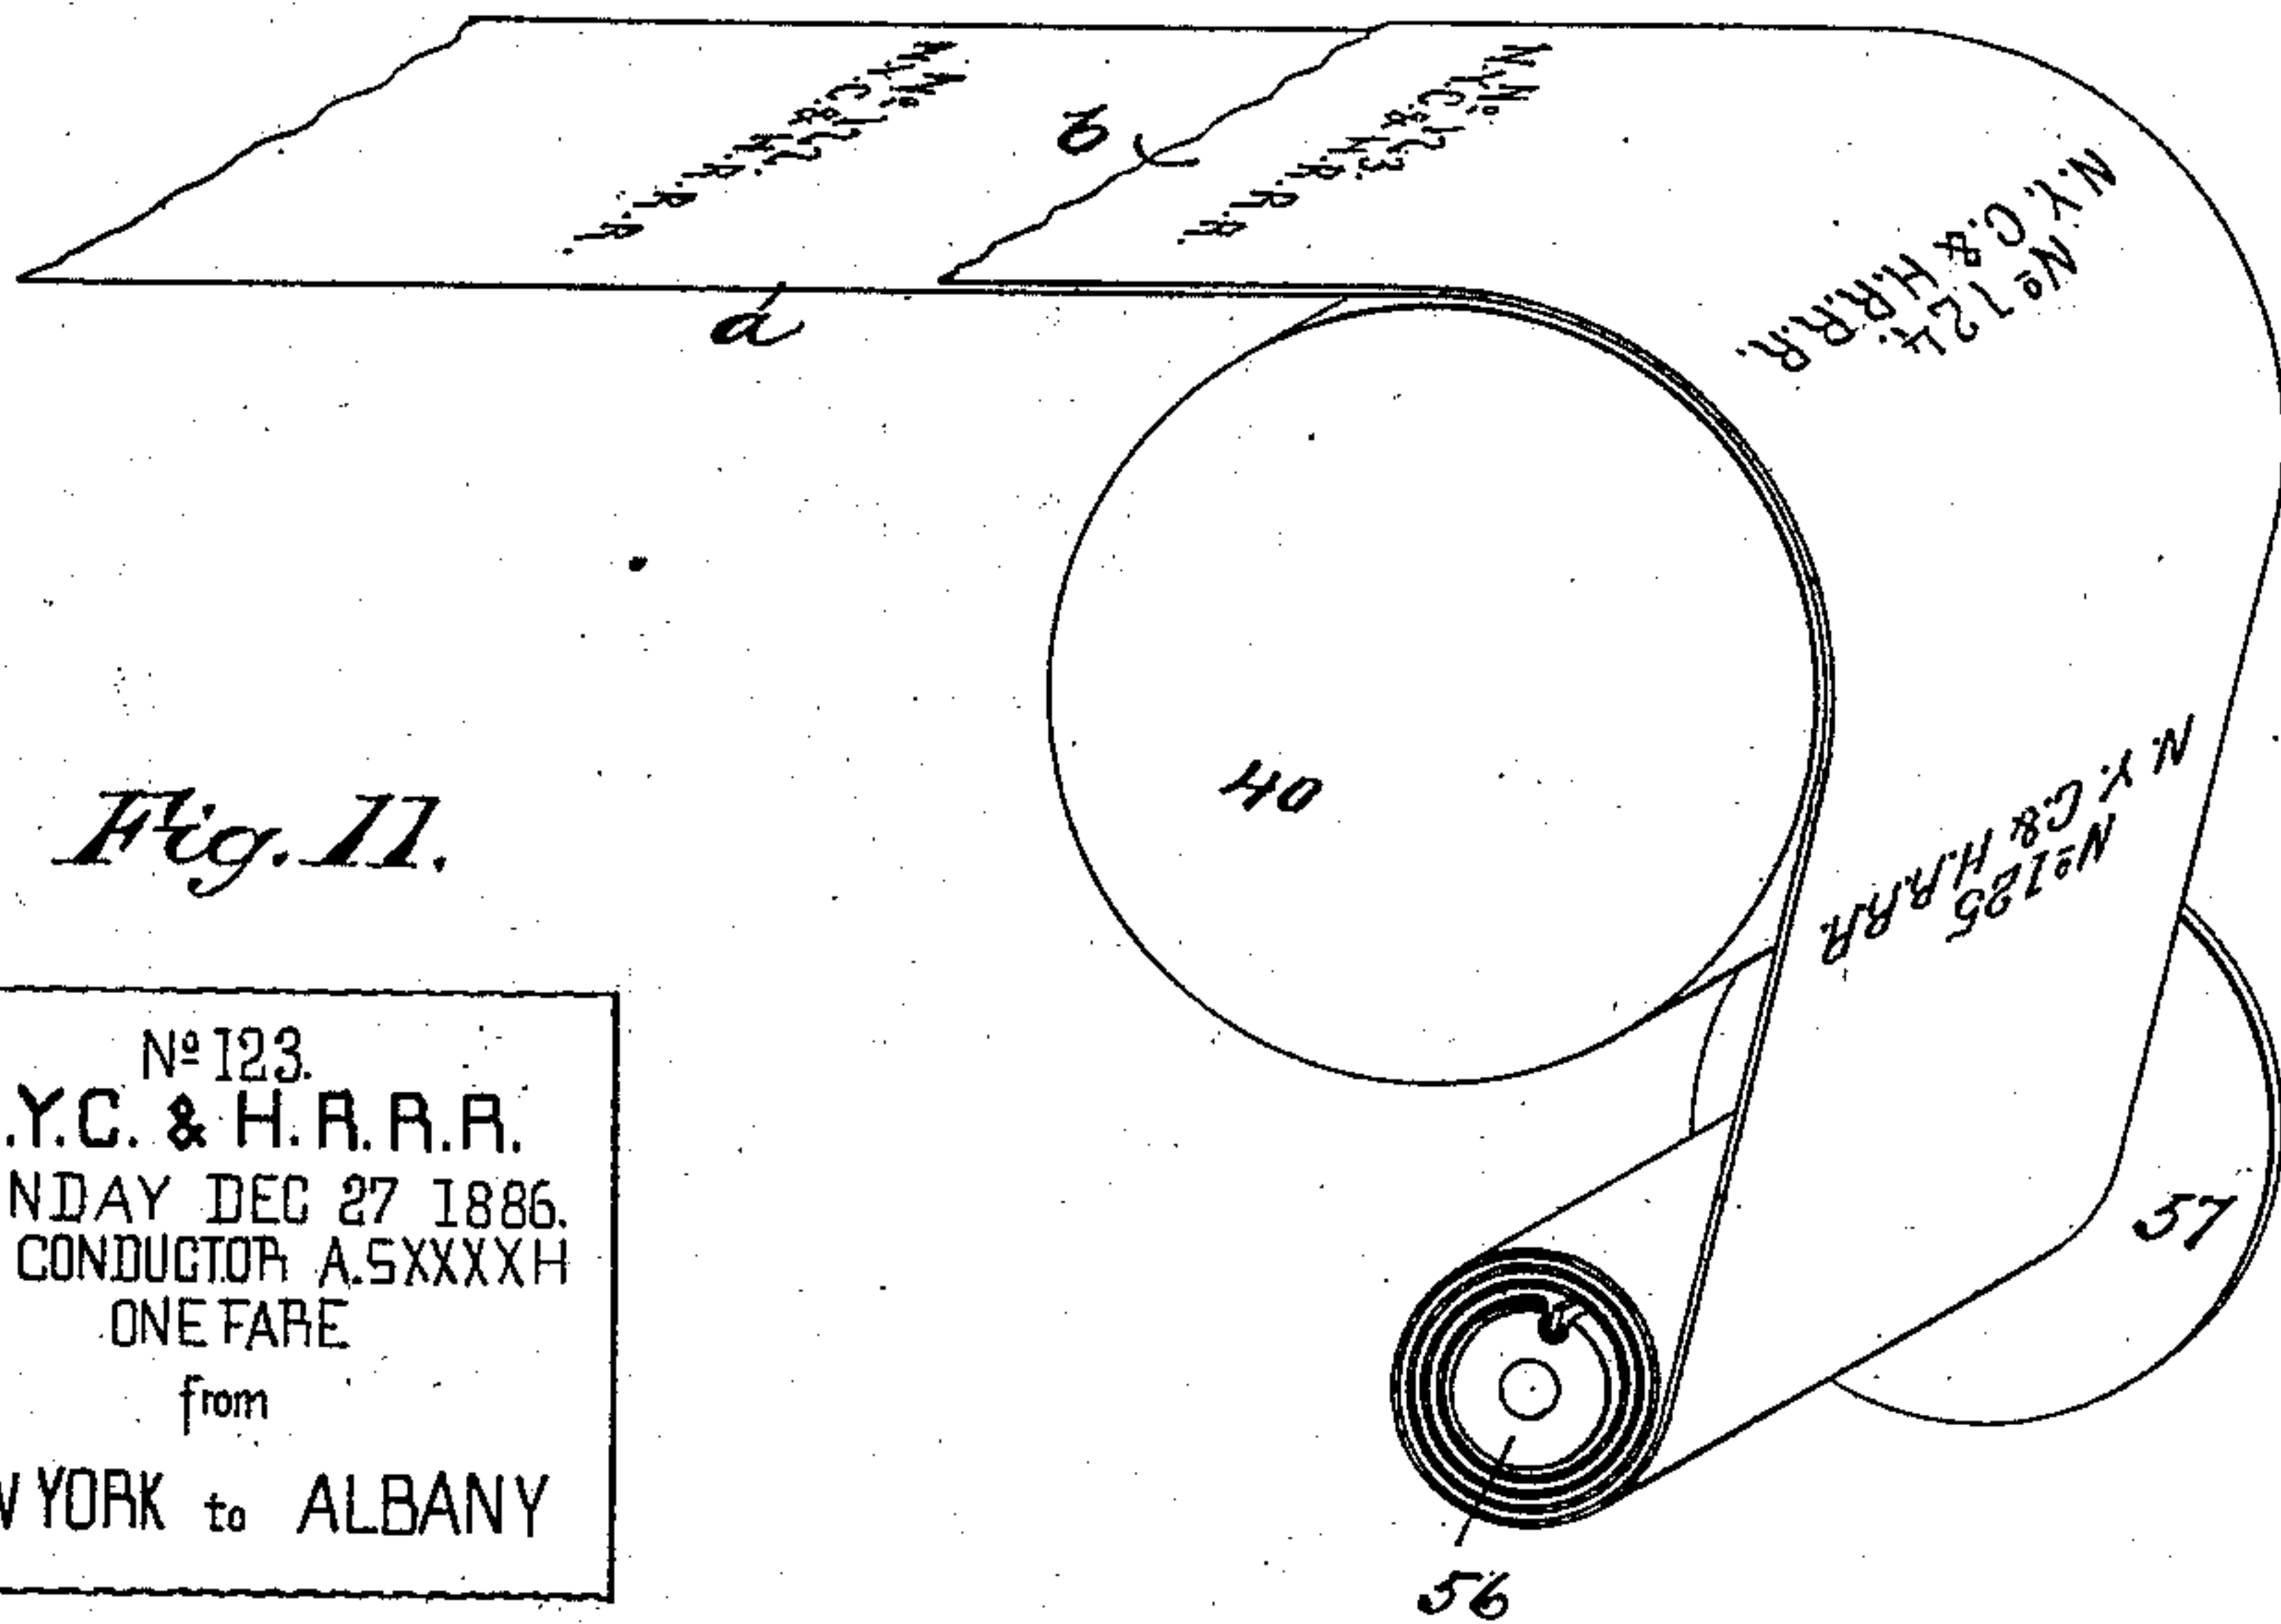 N.Y.C. & H.R.R.R.
No 122.
b
N.Y.C. & H.R.R.R.
No 123.
N.Y. C. & H.R.R.R.
No 124.
a
40
N.Y. C & H.R.R.R
No 125
Fig. 11.
57
56
No 123.
.Y.C. & H.R.R.R.
NDAY DEC 27 1886.
CONDUCTOR A.SXXXXH
ONE FARE
from
W YORK to ALBANY